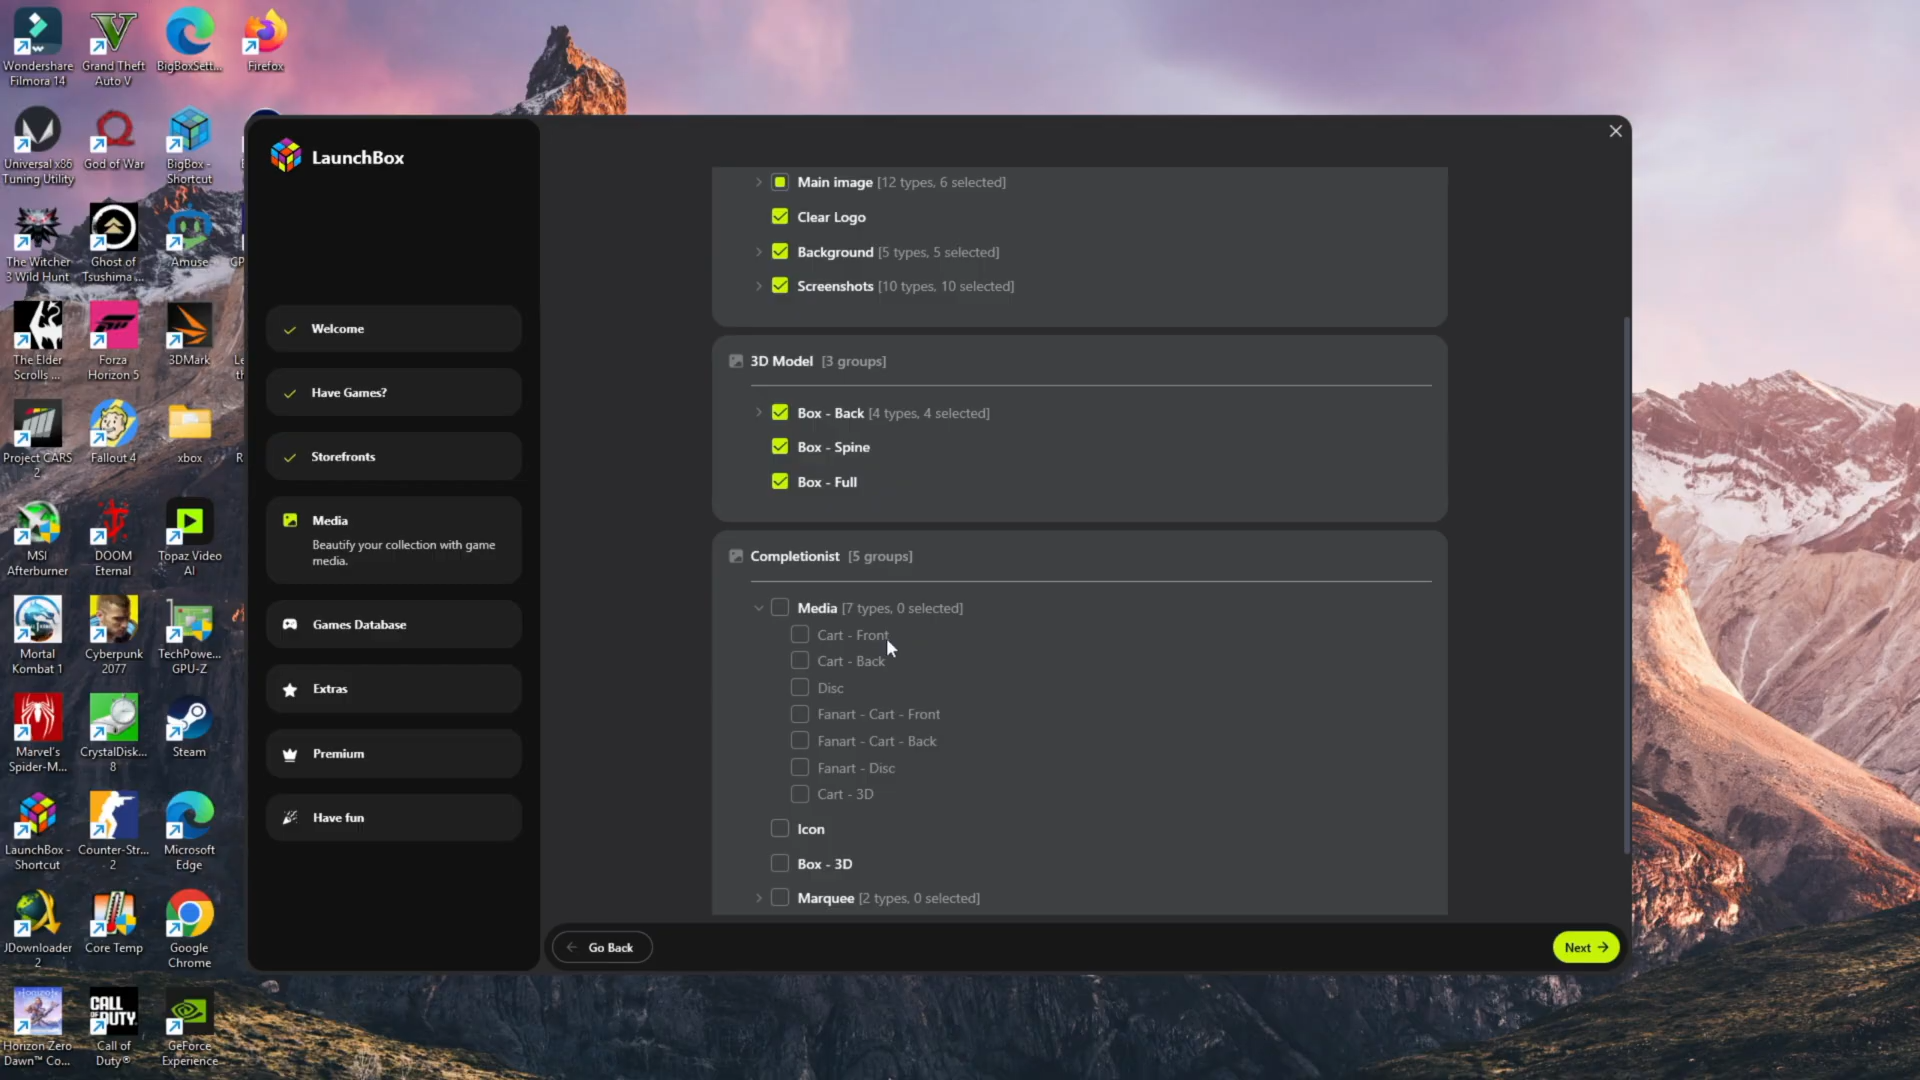 Wondershare
Filmora 14
Grand Theft
Auto V
BigBoxSett...
Firefox
Universal x86
Tuning Utility
God of War
BigBox -
Shortcut
The Witcher
3 Wild Hunt
Ghost of
Tsushima ...
Amuse
The Elder
Scrolls ...
Forza
Horizon 5
3DMark
Project CARS
2
Fallout 4
xbox
MSI
Afterburner
DOOM
Eternal
Topaz Video
AI
Mortal
Kombat 1
Cyberpunk
2077
TechPowe...
GPU-Z
Marvel's
Spider-M...
CrystalDisk...
8
Steam
LaunchBox -
Shortcut
Counter-Str...
2
Microsoft
Edge
JDownloader
2
Core Temp
Google
Chrome
Horizon Zero
Dawn™ Co...
CALL OF DUTY
Call of
Duty®
GeForce
Experience
LaunchBox
Welcome
Have Games?
Storefronts
Media
Beautify your collection with game
media.
Games Database
Extras
Premium
Have fun
Main image [12 types, 6 selected]
Clear Logo
Background [5 types, 5 selected]
Screenshots [10 types, 10 selected]
3D Model [3 groups]
Box - Back [4 types, 4 selected]
Box - Spine
Box - Full
Completionist [5 groups]
Media [7 types, 0 selected]
Cart - Front
Cart - Back
Disc
Fanart - Cart - Front
Fanart - Cart - Back
Fanart - Disc
Cart - 3D
Icon
Box - 3D
Marquee [2 types, 0 selected]
Go Back
Next